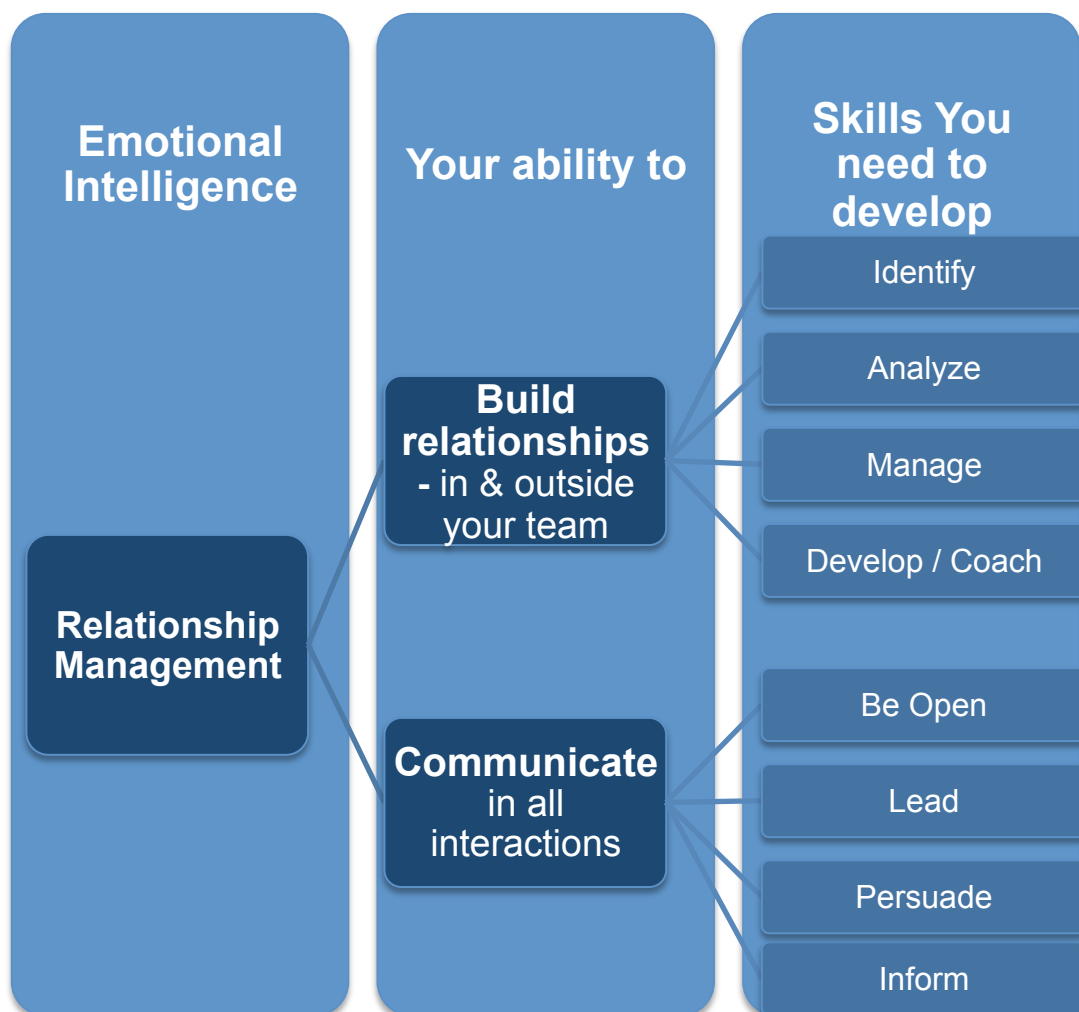 Emotional
Intelligence
Your ability to
Skills You
need to
develop
Relationship
Management
Build
relationships
- in & outside
your team
Communicate
in all
interactions
Identify
Analyze
Manage
Develop / Coach
Be Open
Lead
Persuade
Inform